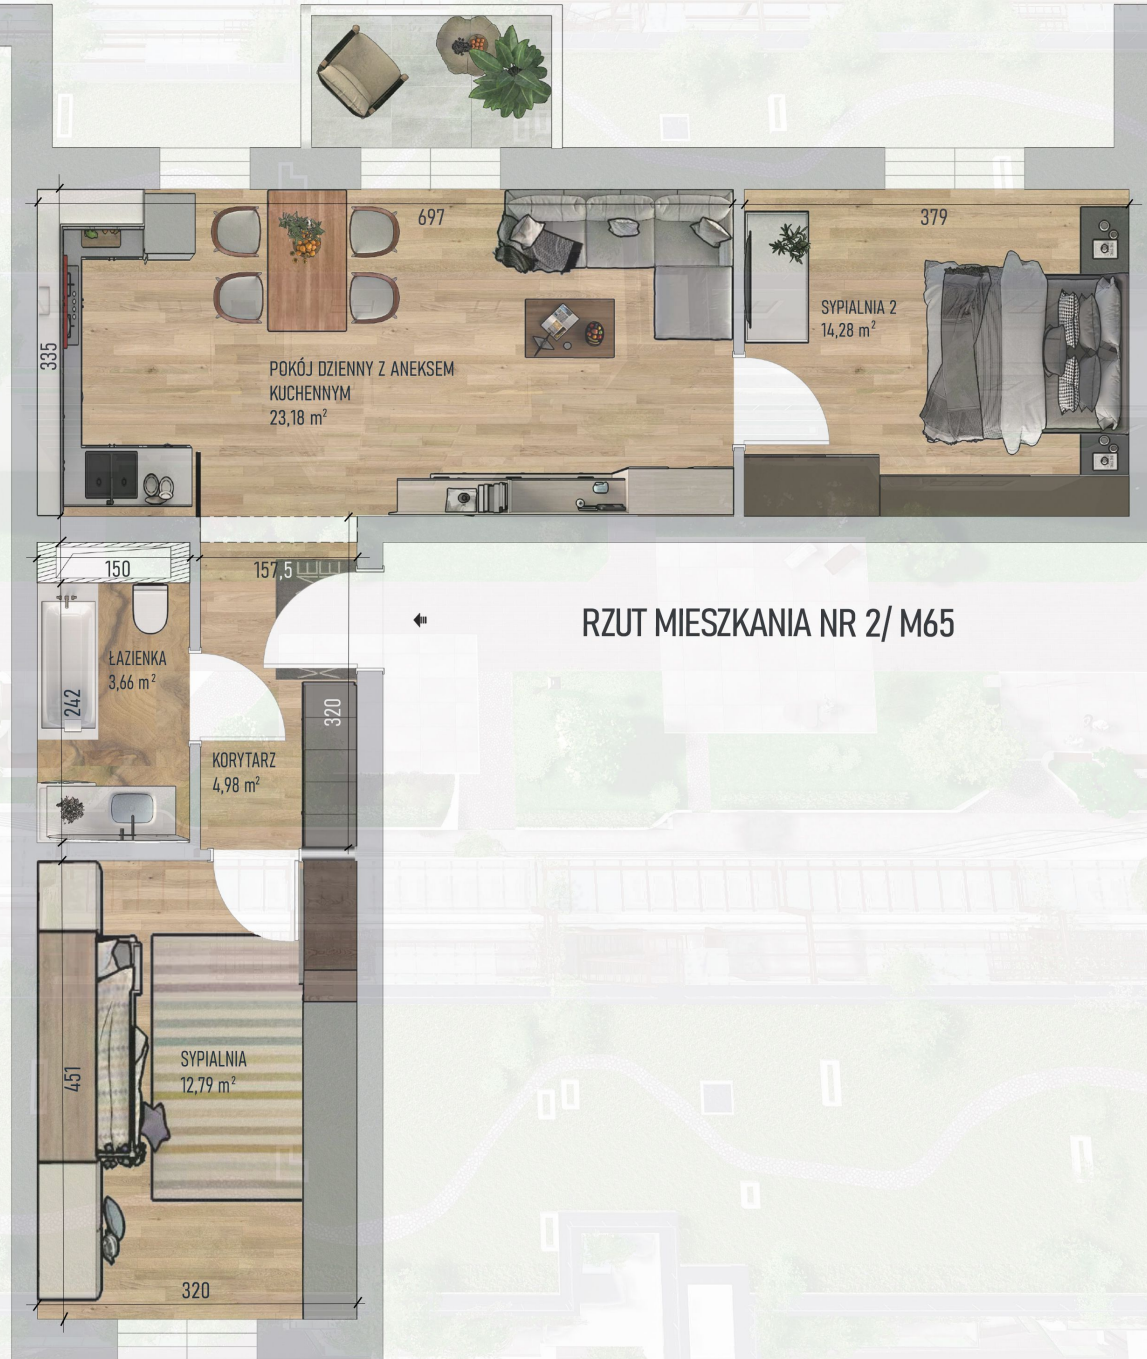 697
379
335
SYPIALNIA 2
14,28 m²
POKÓJ DZIENNY Z ANEKSEM
KUCHENNYM
23,18 m²
150
157,5
RZUT MIESZKANIA NR 2/ M65
ŁAZIENKA
3,66 m²
242
320
KORYTARZ
4,98 m²
SYPIALNIA
12,79 m²
451
320